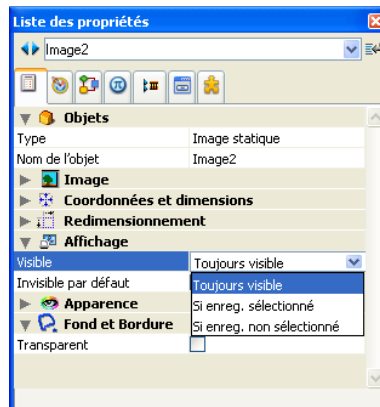 Liste des propriétés
Image2
Objets
Type Image statique
Nom de l'objet Image2
Image
Coordonnées et dimensions
Redimensionnement
Affichage
Visible Toujours visible
Invisible par défaut Toujours visible
Si enreg. sélectionné
Apparence
Si enreg. non sélectionné
Fond et Bordure
Transparent